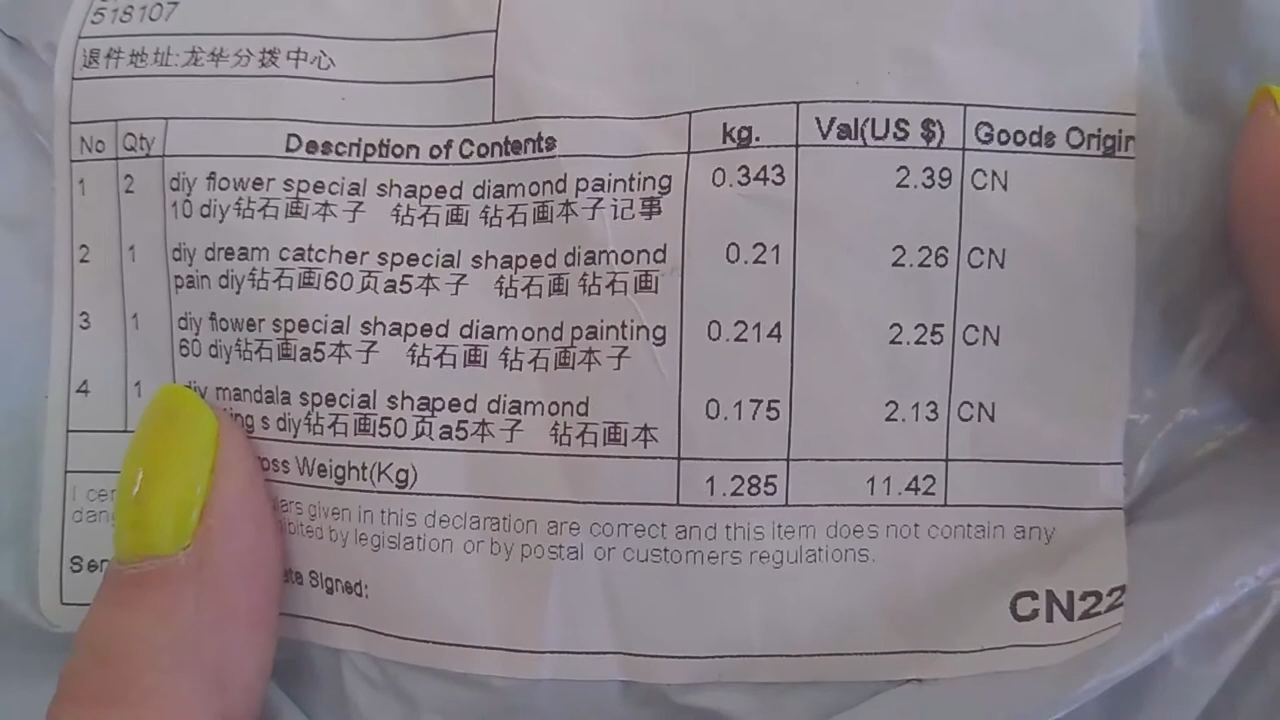 518107
退件地址:龙华分拨中心
No Qty Description of Contents kg. Val(US $) Goods Origin
1 2 diy flower special shaped diamond painting 0.343 2.39 CN
10 diy钻石画本子 钻石画 钻石画本子记事
2 1 diy dream catcher special shaped diamond 0.21 2.26 CN
pain diy钻石画60页a5本子 钻石画 钻石画
3 1 diy flower special shaped diamond painting 0.214 2.25 CN
60 diy钻石画a5本子 钻石画 钻石画本子
4 1 diy mandala special shaped diamond 0.175 2.13 CN
s diy钻石画50页a5本子 钻石画本
Weight(Kg) 1.285 11.42
I given in this declaration are correct and this item does not contain any
by legislation or by postal or customers regulations.
Signed:
CN22